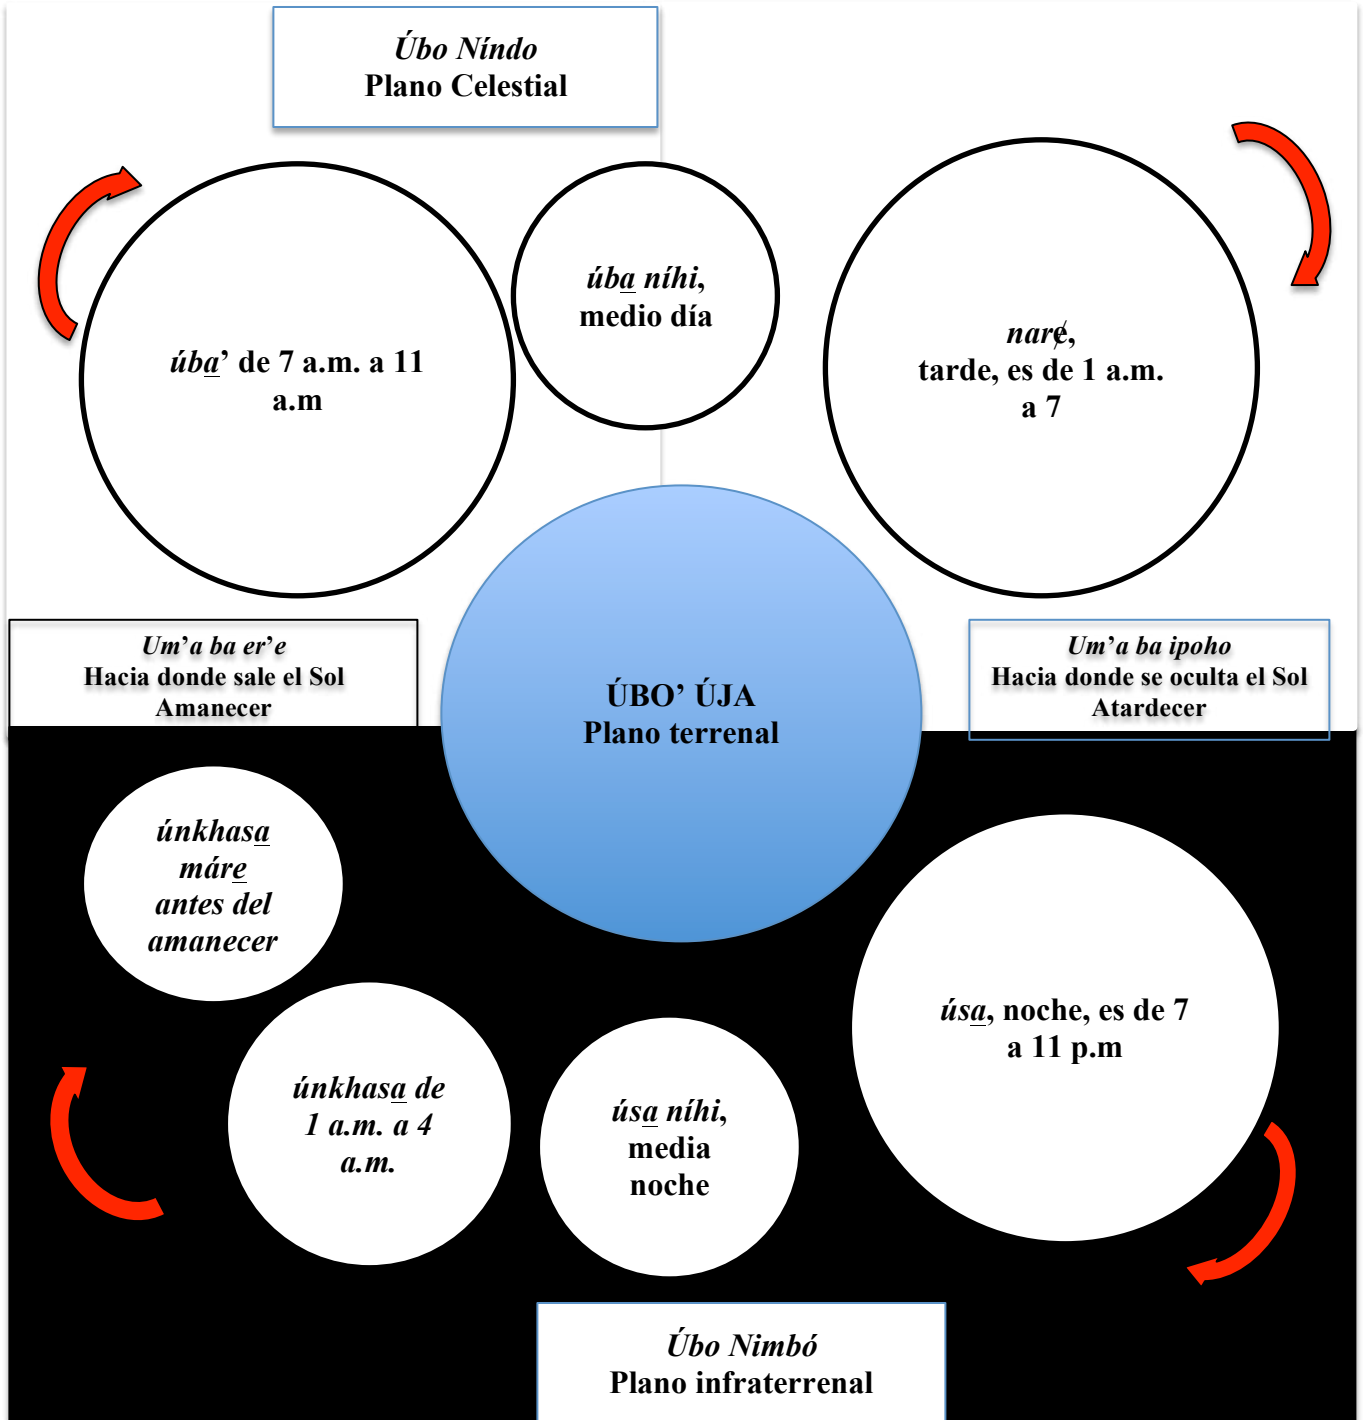 Úbo Níndo
Plano Celestial
úba̱ níhi,
medio día
úba̱’ de 7 a.m. a 11
a.m
narɇ,
tarde, es de 1 a.m.
a 7
Um’a ba er’e
Hacia donde sale el Sol
Amanecer
ÚBO’ ÚJA
Plano terrenal
Um’a ba ipoho
Hacia donde se oculta el Sol
Atardecer
únkhasa̱
máre̱
antes del
amanecer
únkhasa̱ de
1 a.m. a 4
a.m.
úsa̱ níhi,
media
noche
úsa̱, noche, es de 7
a 11 p.m
Úbo Nimbó
Plano infraterrenal